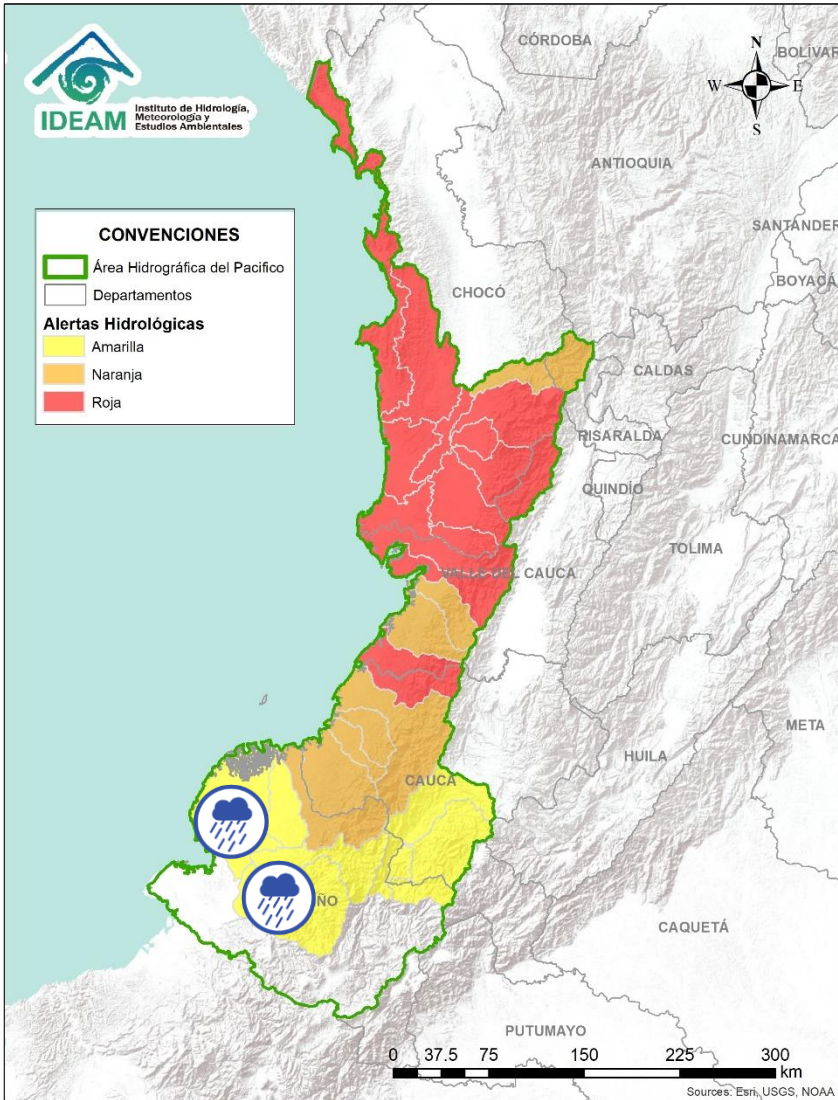 IDEAM
Instituto de Hidrología,
Meteorología y
Estudios Ambientales
CÓRDOBA
BOLÍVAR
N
W
E
S
ANTIOQUIA
SANTANDER
BOYACÁ
CONVENCIONES
Área Hidrográfica del Pacifico
Departamentos
Alertas Hidrológicas
Amarilla
Naranja
Roja
CHOCÓ
CALDAS
RISARALDA
CUNDINAMARCA
QUINDÍO
TOLIMA
VALLE DEL CAUCA
META
HUILA
CAUCA
ÑO
CAQUETÁ
PUTUMAYO
0 37.5 75 150 225 300
km
Sources: Esri, USGS, NOAA